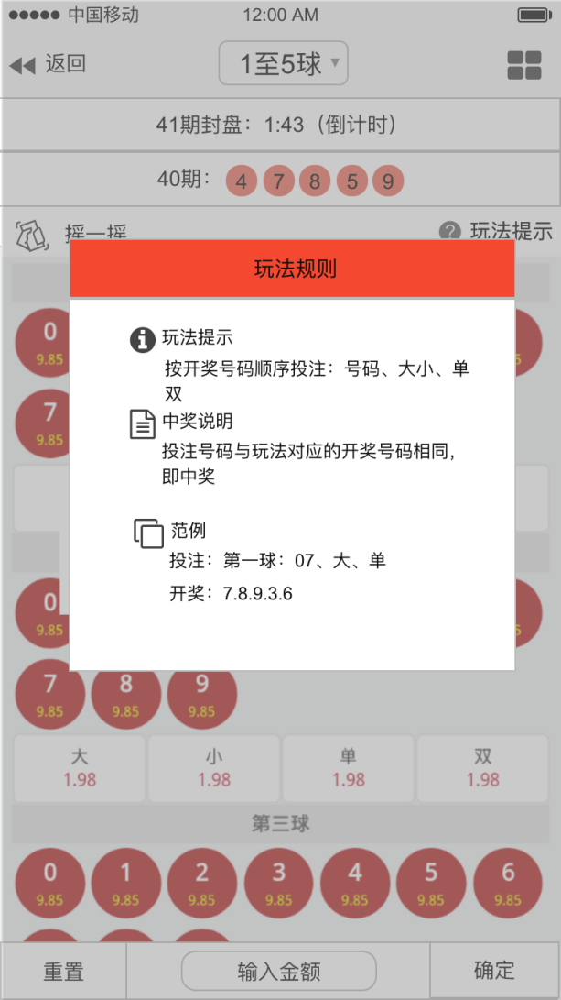 中国移动 12:00 AM
返回 1至5球
41期封盘：1:43（倒计时）
40期： 4 7 8 5 9
摇一摇 ? 玩法提示
玩法规则
0
9.85
7
9.85
玩法提示
按开奖号码顺序投注：号码、大小、单
双
中奖说明
投注号码与玩法对应的开奖号码相同，
即中奖
范例
投注：第一球：07、大、单
开奖：7.8.9.3.6
0
9.85
7 8 9
9.85 9.85 9.85
大 小 单 双
1.98 1.98 1.98 1.98
第三球
0 1 2 3 4 5 6
9.85 9.85 9.85 9.85 9.85 9.85 9.85
重置 输入金额 确定